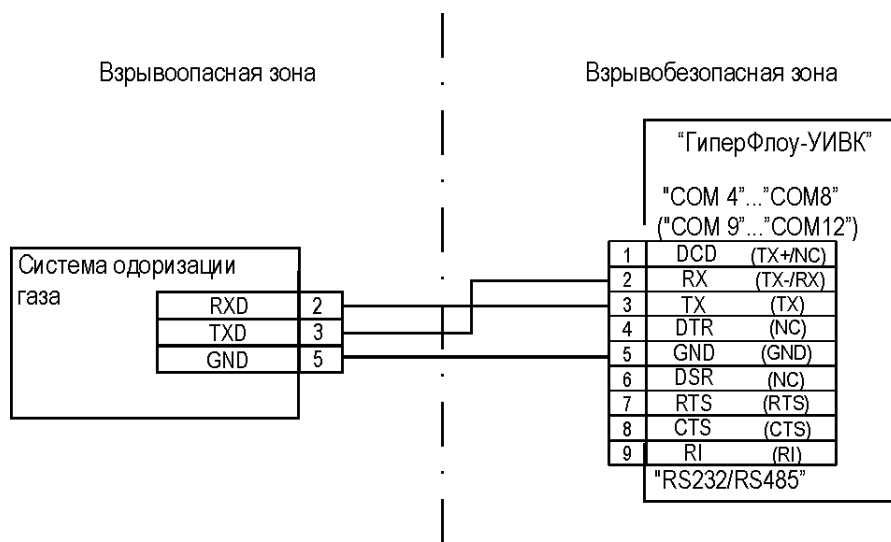 Взрывоопасная зона
Взрывобезопасная зона
“ГиперФлоу-УИВК”
"COM 4”...”COM8”
("COM 9”...”COM12”)
Система одоризации
газа
RXD 2
TXD 3
GND 5
1 DCD (TX+/NC)
2 RX (TX-/RX)
3 TX (TX)
4 DTR (NC)
5 GND (GND)
6 DSR (NC)
7 RTS (RTS)
8 CTS (CTS)
9 RI (RI)
"RS232/RS485”